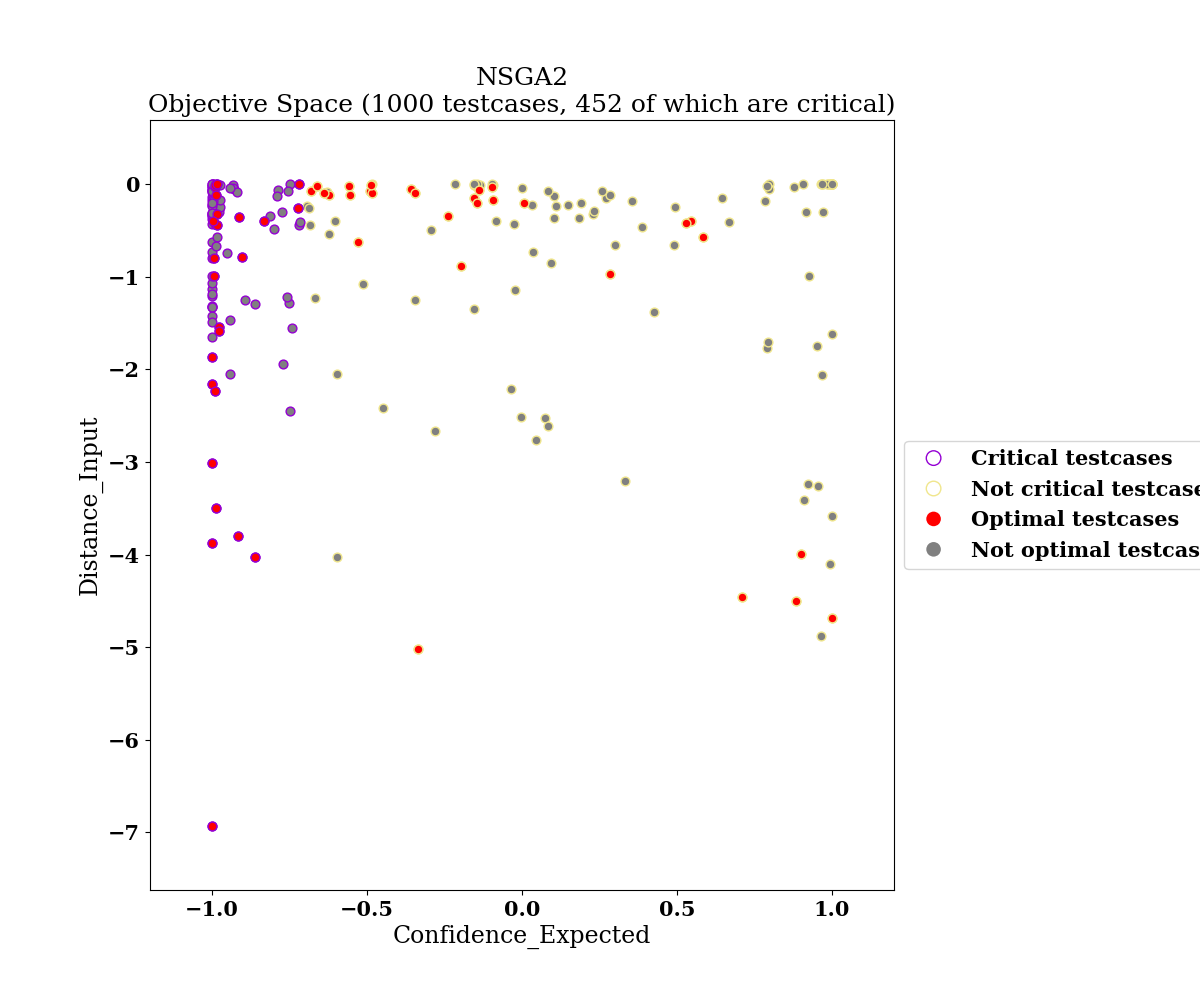 NSGA2
Objective Space (1000 testcases, 452 of which are critical)
Distance_Input
0
−1
−2
−3
−4
−5
−6
−7
−1.0
−0.5
0.0
0.5
1.0
Confidence_Expected
Critical testcases
Not critical testcase
Optimal testcases
Not optimal testcas